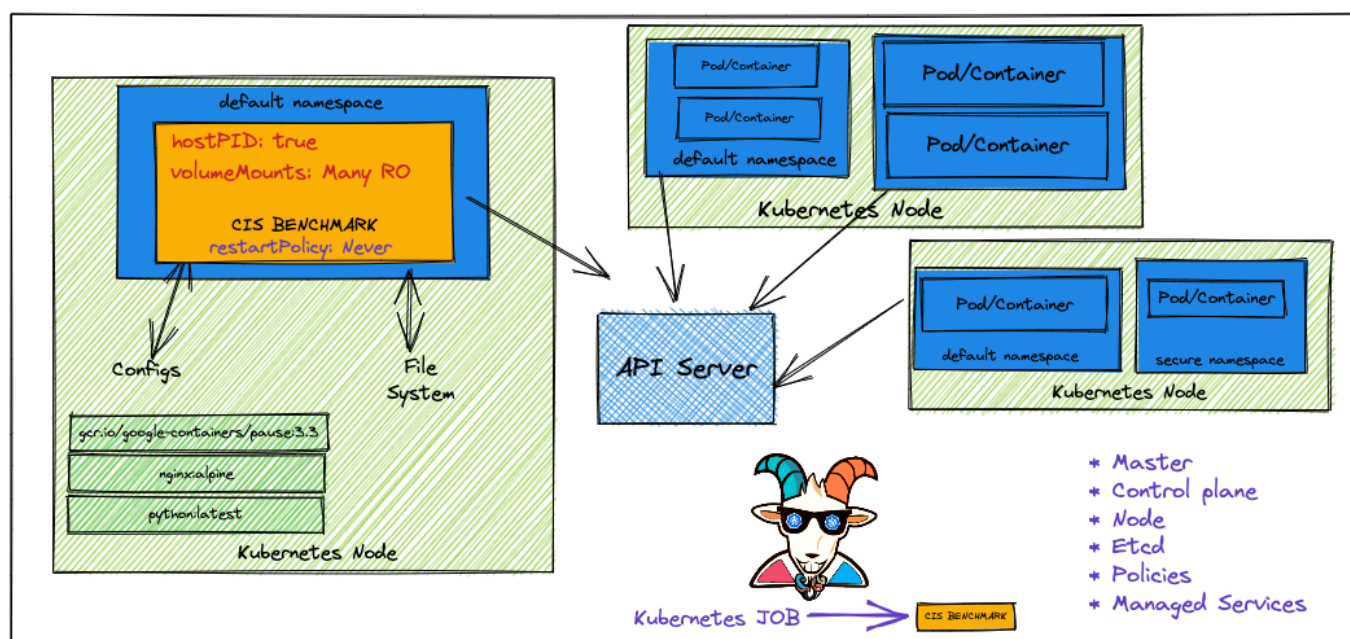 default namespace
hostPID: true
volumeMounts: Many RO
CIS BENCHMARK
restartPolicy: Never
Configs
File
System
gcr.io/google-containers/pause:3.3
nginx:alpine
python:latest
Kubernetes Node
Pod/Container
Pod/Container
default namespace
Pod/Container
Pod/Container
Kubernetes Node
API Server
Pod/Container
default namespace
Pod/Container
secure namespace
Kubernetes Node
Kubernetes JOB
CIS BENCHMARK
* Master
* Control plane
* Node
* Etcd
* Policies
* Managed Services